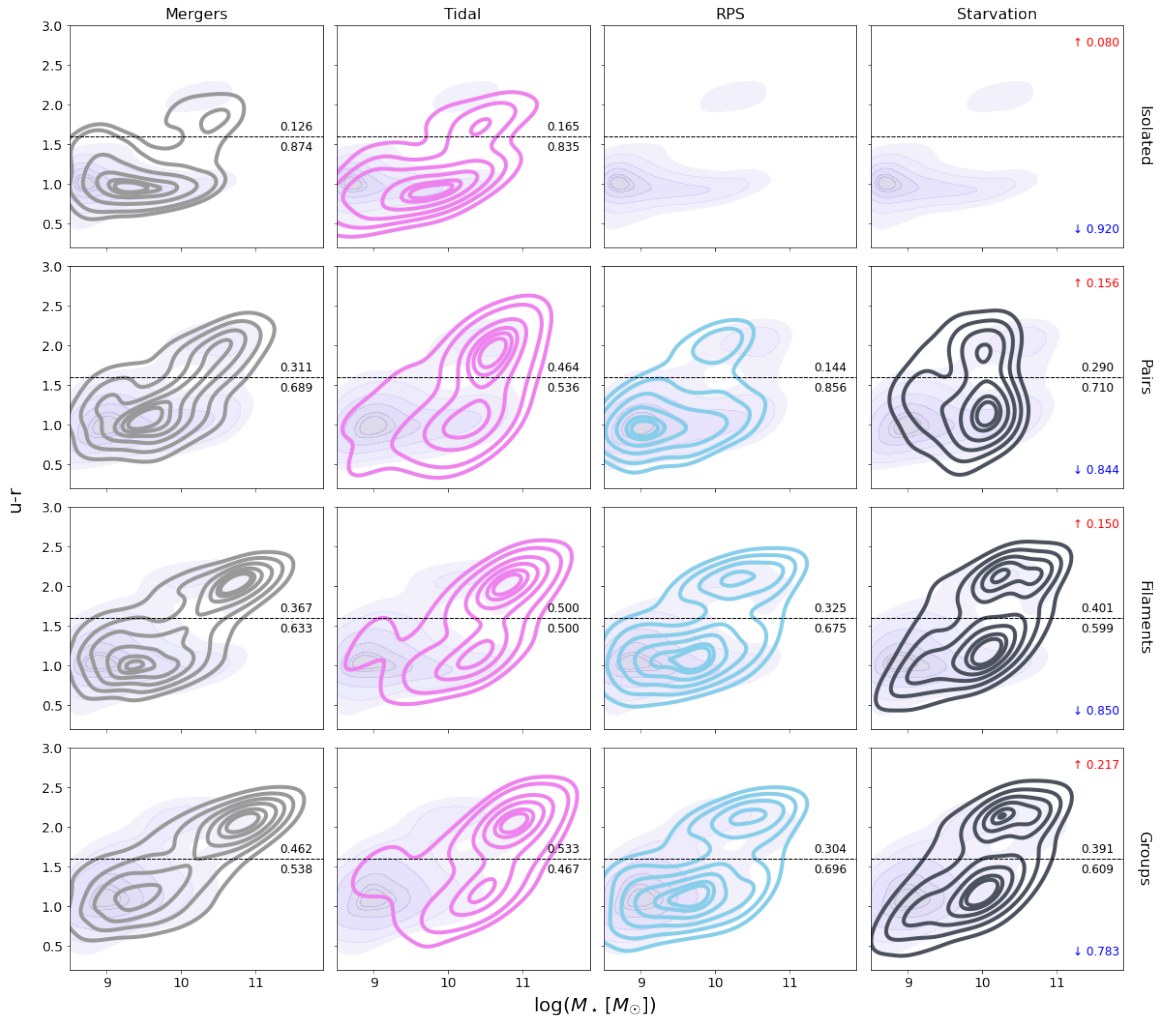 Mergers Tidal RPS Starvation
3.0 ↑ 0.080
2.5
2.0 Isolated
1.5 0.126 0.165
0.874 0.835
1.0
0.5 ↓ 0.920
3.0 ↑ 0.156
2.5
2.0 Pairs
1.5 0.311 0.464 0.144 0.290
0.689 0.536 0.856 0.710
1.0
0.5 ↓ 0.844
u-r
3.0 ↑ 0.150
2.5
2.0 Filaments
1.5 0.367 0.500 0.325 0.401
0.633 0.500 0.675 0.599
1.0
0.5 ↓ 0.850
3.0 ↑ 0.217
2.5
2.0 Groups
1.5 0.462 0.533 0.304 0.391
0.538 0.467 0.696 0.609
1.0
0.5 ↓ 0.783
9 10 11 9 10 11 9 10 11 9 10 11
log(M⋆ [M☉])